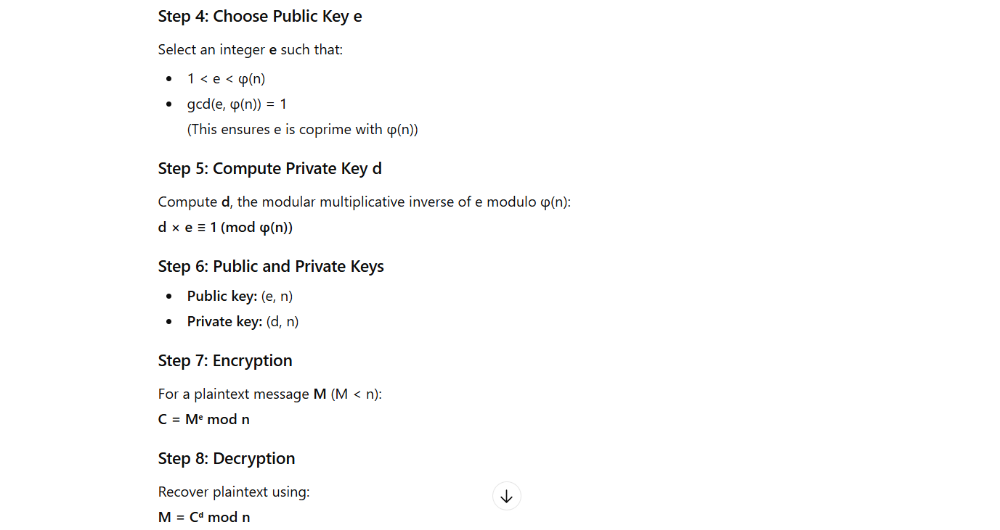 Step 4: Choose Public Key e
Select an integer e such that:
• 1 < e < φ(n)
• gcd(e, φ(n)) = 1
(This ensures e is coprime with φ(n))
Step 5: Compute Private Key d
Compute d, the modular multiplicative inverse of e modulo φ(n):
d × e ≡ 1 (mod φ(n))
Step 6: Public and Private Keys
• Public key: (e, n)
• Private key: (d, n)
Step 7: Encryption
For a plaintext message M (M < n):
C = Mᵉ mod n
Step 8: Decryption
Recover plaintext using:
M = Cᵈ mod n